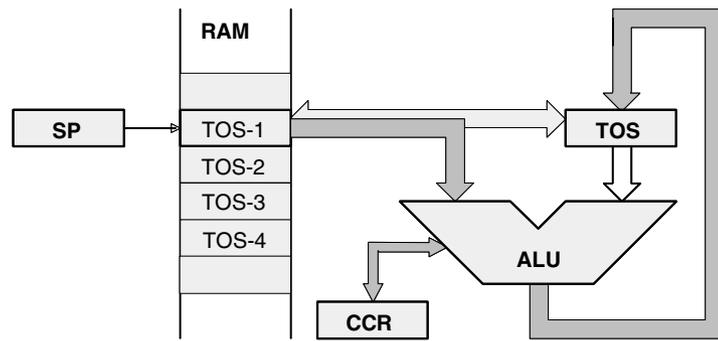 RAM
SP
TOS-1
TOS
TOS-2
TOS-3
TOS-4
ALU
CCR